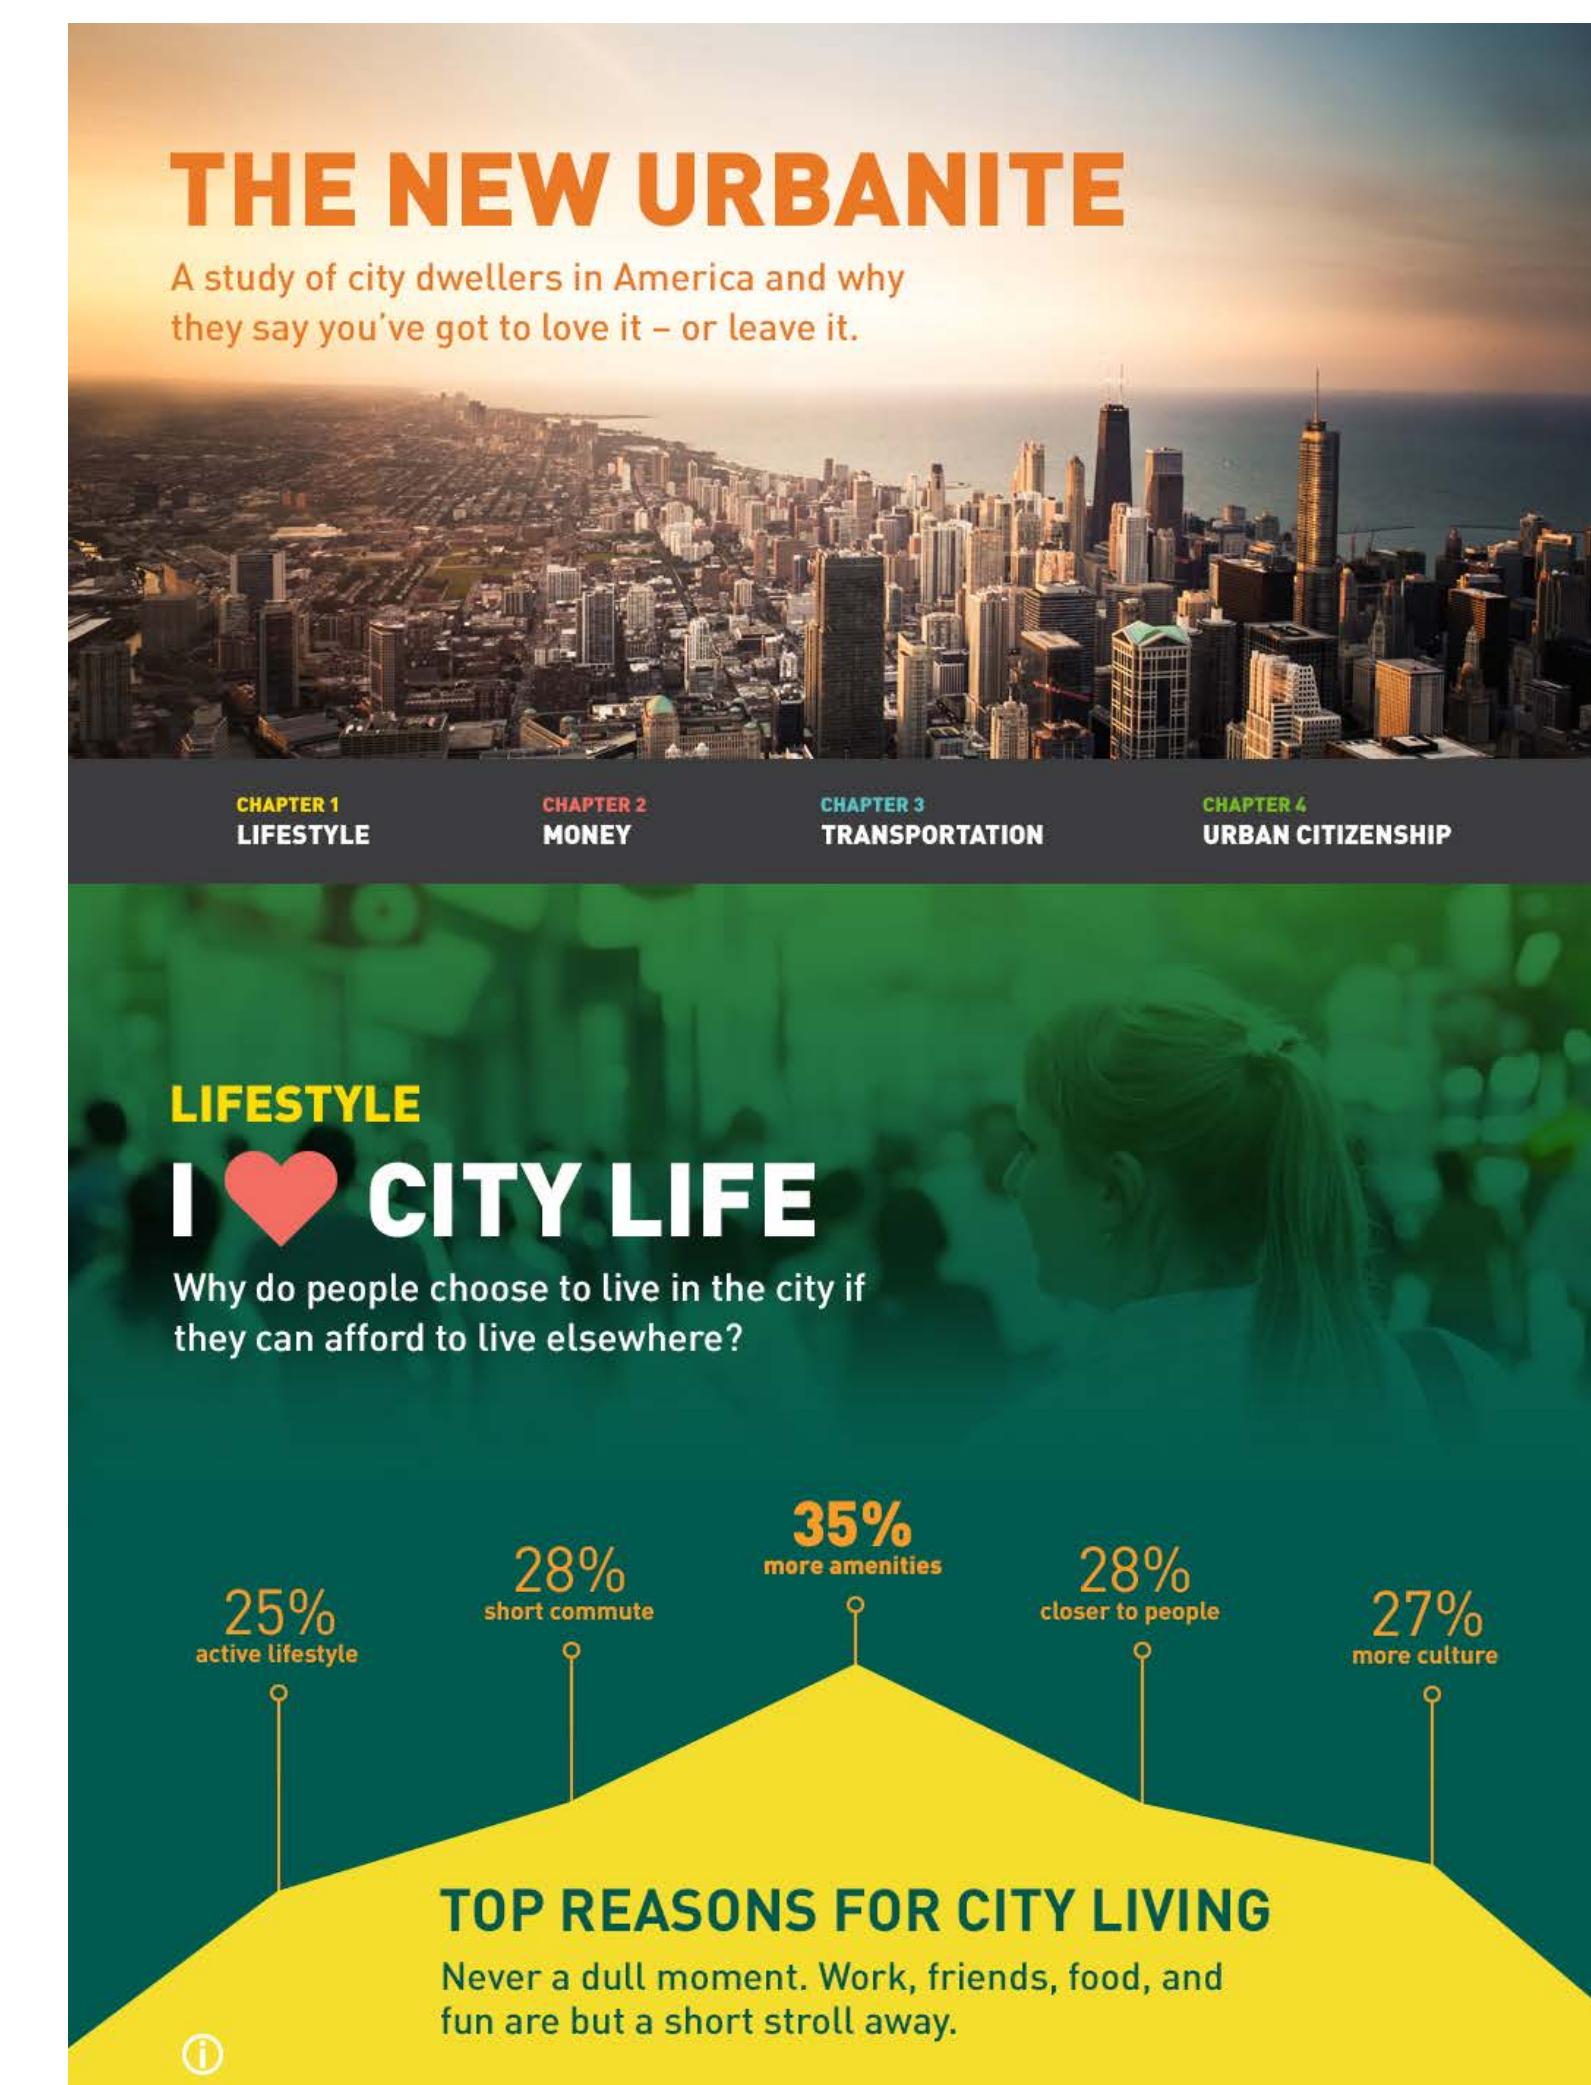 THE NEW URBANITE
A study of city dwellers in America and why
they say you've got to love it – or leave it.
CHAPTER 1
LIFESTYLE
CHAPTER 2
MONEY
CHAPTER 3
TRANSPORTATION
CHAPTER 4
URBAN CITIZENSHIP
LIFESTYLE
I ♥ CITY LIFE
Why do people choose to live in the city if
they can afford to live elsewhere?
25%
active lifestyle
28%
short commute
35%
more amenities
28%
closer to people
27%
more culture
TOP REASONS FOR CITY LIVING
Never a dull moment. Work, friends, food, and
fun are but a short stroll away.